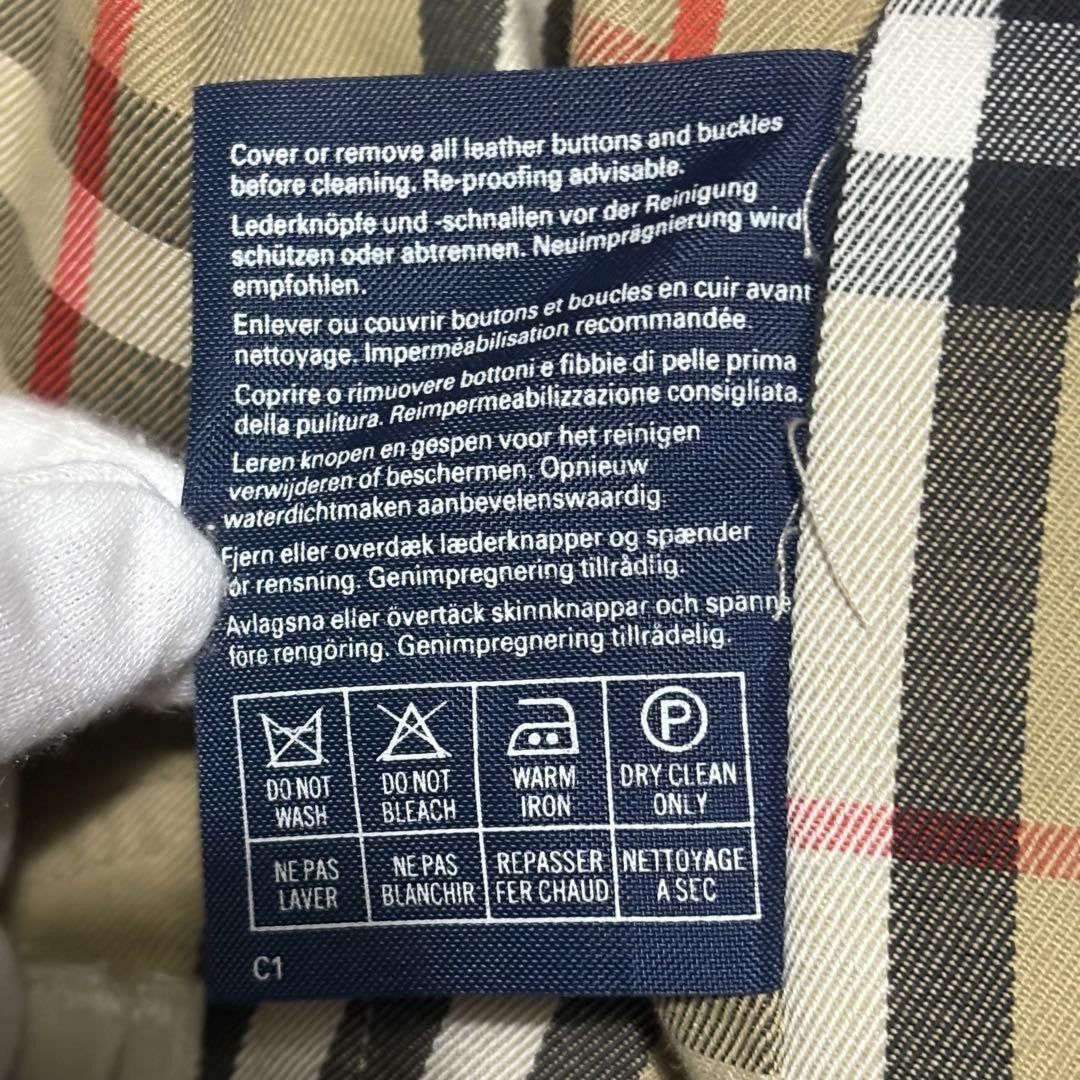 Cover or remove all leather buttons and buckles
before cleaning. Re-proofing advisable.
Lederknöpfe und -schnallen vor der Reinigung
schützen oder abtrennen. Neuimprägnierung wird
empfohlen.
Enlever ou couvrir boutons et boucles en cuir avant
nettoyage. Imperméabilisation recommandée.
Coprire o rimuovere bottoni e fibbie di pelle prima
della pulitura. Reimpermeabilizzazione consigliata.
Leren knopen en gespen voor het reinigen
verwijderen of beschermen. Opnieuw
waterdichtmaken aanbevelenswaardig
Fjern eller overdæk læderknapper og spænder
før rensning. Genimpregnering tillrådlig
Avlagsna eller övertäck skinnknappar och spänne
före rengöring. Genimpregnering tillrådelig.
P
DO NOT WASH
DO NOT BLEACH
WARM IRON
DRY CLEAN ONLY
NE PAS LAVER
NE PAS BLANCHIR
REPASSER FER CHAUD
NETTOYAGE A SEC
C1